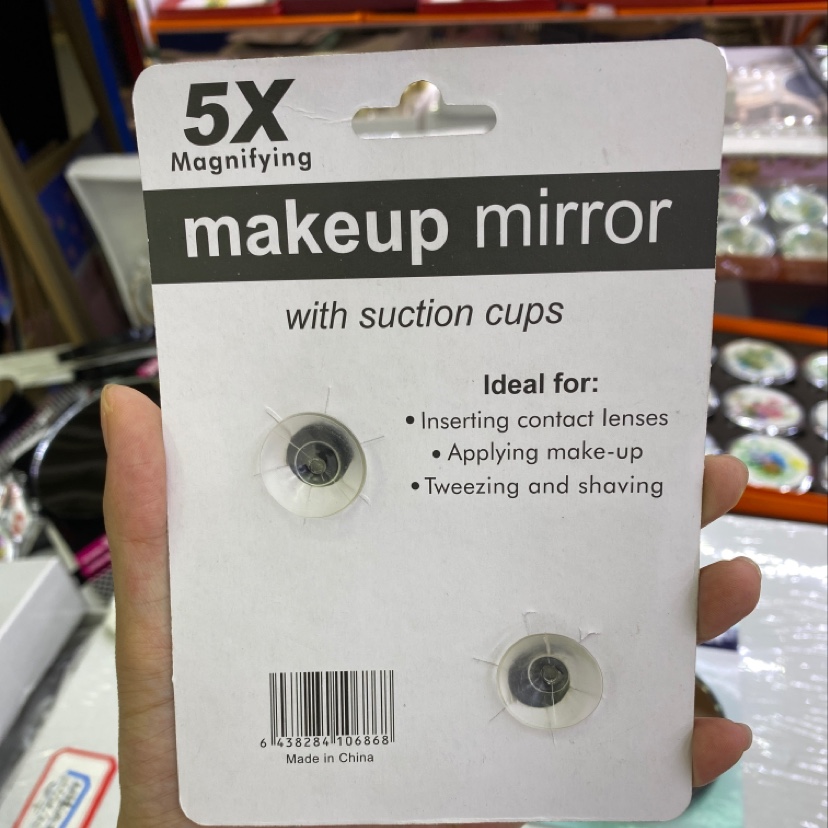 5X
Magnifying
makeup mirror
with suction cups
Ideal for:
• Inserting contact lenses
• Applying make-up
• Tweezing and shaving
6 438284 106868
Made in China